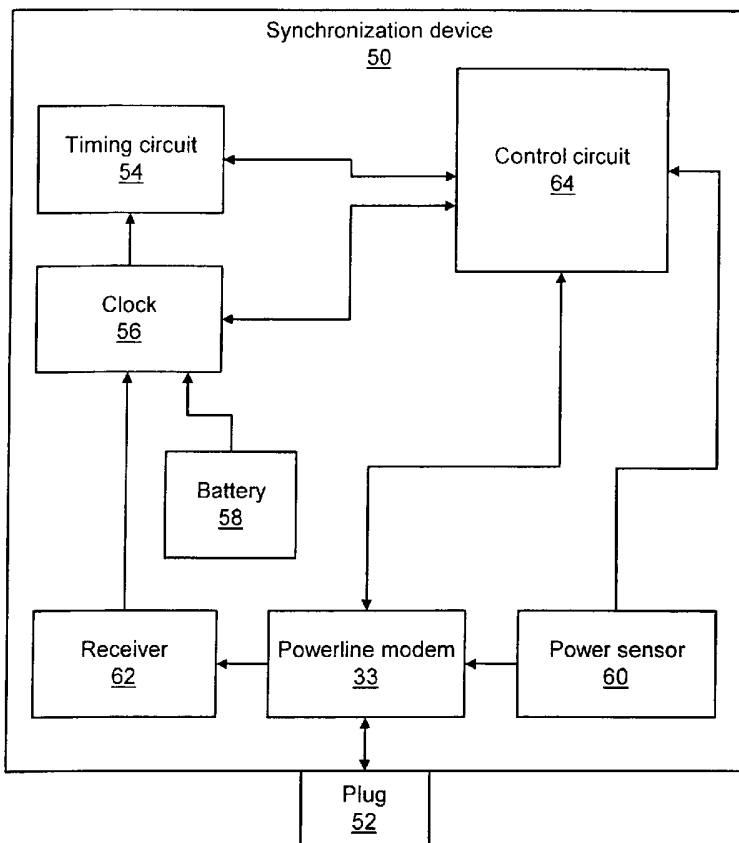 Synchronization device
50
Timing circuit
54
Control circuit
64
Clock
56
Battery
58
Receiver
62
Powerline modem
33
Power sensor
60
Plug
52